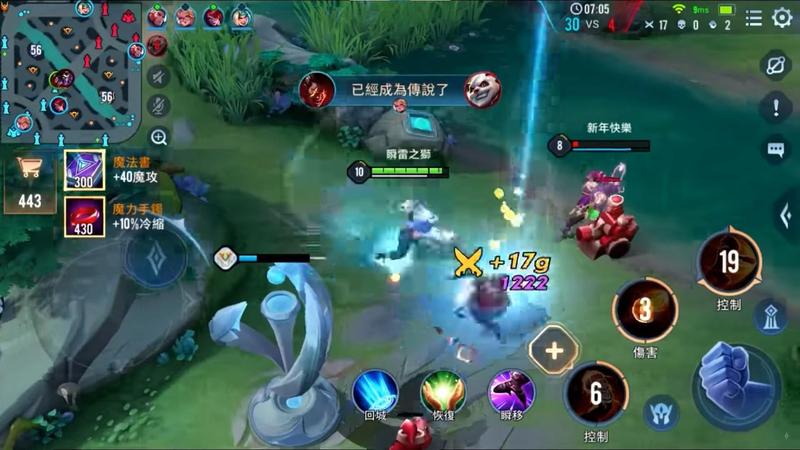 07:05
9ms
30 VS 4
17 0 2
56
56
已經成為傳說了
新年快樂
8
瞬雷之獅
10
魔法書
+40魔攻
300
443
魔力手鐲
+10%冷縮
430
+17g
1222
19
控制
3
傷害
6
控制
回城
恢復
瞬移